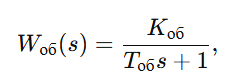 W_об(s) = K_об / (T_об s + 1),